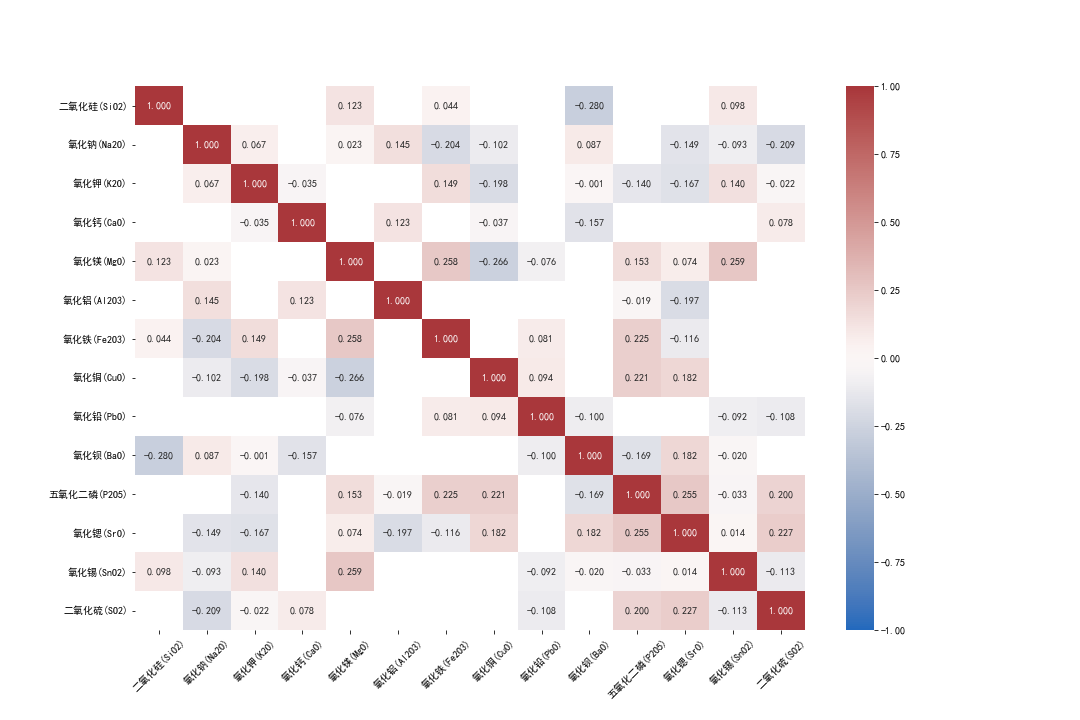 二氧化硅(SiO2) 1.000 0.123 0.044 −0.280 0.098
氧化钠(Na2O) 1.000 0.067 0.023 0.145 −0.204 −0.102 0.087 −0.149 −0.093 −0.209
氧化钾(K2O) 0.067 1.000 −0.035 0.149 −0.198 −0.001 −0.140 −0.167 0.140 −0.022
氧化钙(CaO) −0.035 1.000 0.123 −0.037 −0.157 0.078
氧化镁(MgO) 0.123 0.023 1.000 0.258 −0.266 −0.076 0.153 0.074 0.259
氧化铝(Al2O3) 0.145 0.123 1.000 −0.019 −0.197
氧化铁(Fe2O3) 0.044 −0.204 0.149 0.258 1.000 0.081 0.225 −0.116
氧化铜(CuO) −0.102 −0.198 −0.037 −0.266 1.000 0.094 0.221 0.182
氧化铅(PbO) −0.076 0.081 0.094 1.000 −0.100 −0.092 −0.108
氧化钡(BaO) −0.280 0.087 −0.001 −0.157 −0.100 1.000 −0.169 0.182 −0.020
五氧化二磷(P2O5) −0.140 0.153 −0.019 0.225 0.221 −0.169 1.000 0.255 −0.033 0.200
氧化锶(SrO) −0.149 −0.167 0.074 −0.197 −0.116 0.182 0.182 0.255 1.000 0.014 0.227
氧化锡(SnO2) 0.098 −0.093 0.140 0.259 −0.092 −0.020 −0.033 0.014 1.000 −0.113
二氧化硫(SO2) −0.209 −0.022 0.078 −0.108 0.200 0.227 −0.113 1.000
二氧化硅(SiO2) 氧化钠(Na2O) 氧化钾(K2O) 氧化钙(CaO) 氧化镁(MgO) 氧化铝(Al2O3) 氧化铁(Fe2O3) 氧化铜(CuO) 氧化铅(PbO) 氧化钡(BaO) 五氧化二磷(P2O5) 氧化锶(SrO) 氧化锡(SnO2) 二氧化硫(SO2)
1.00
0.75
0.50
0.25
0.00
−0.25
−0.50
−0.75
−1.00